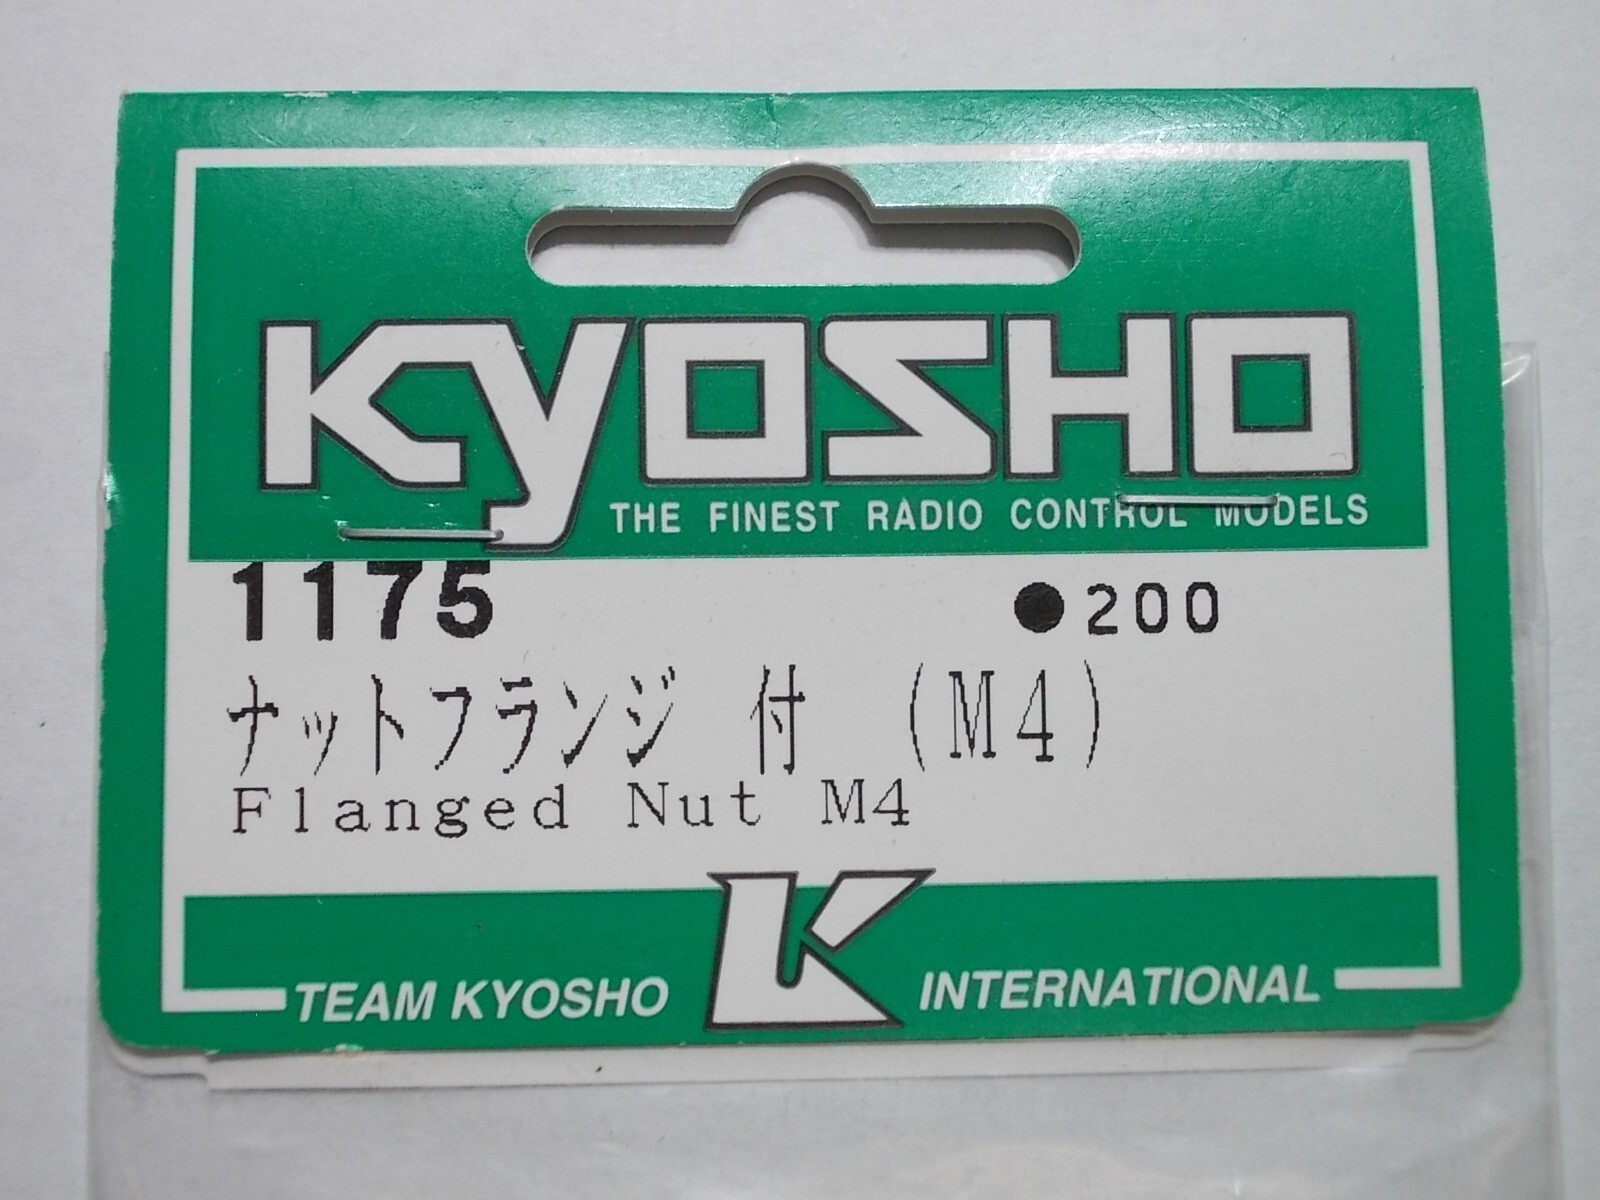 KYOSHO
THE FINEST RADIO CONTROL MODELS
1175 ●200
ナットフランジ 付 (M4)
Flanged Nut M4
TEAM KYOSHO K INTERNATIONAL